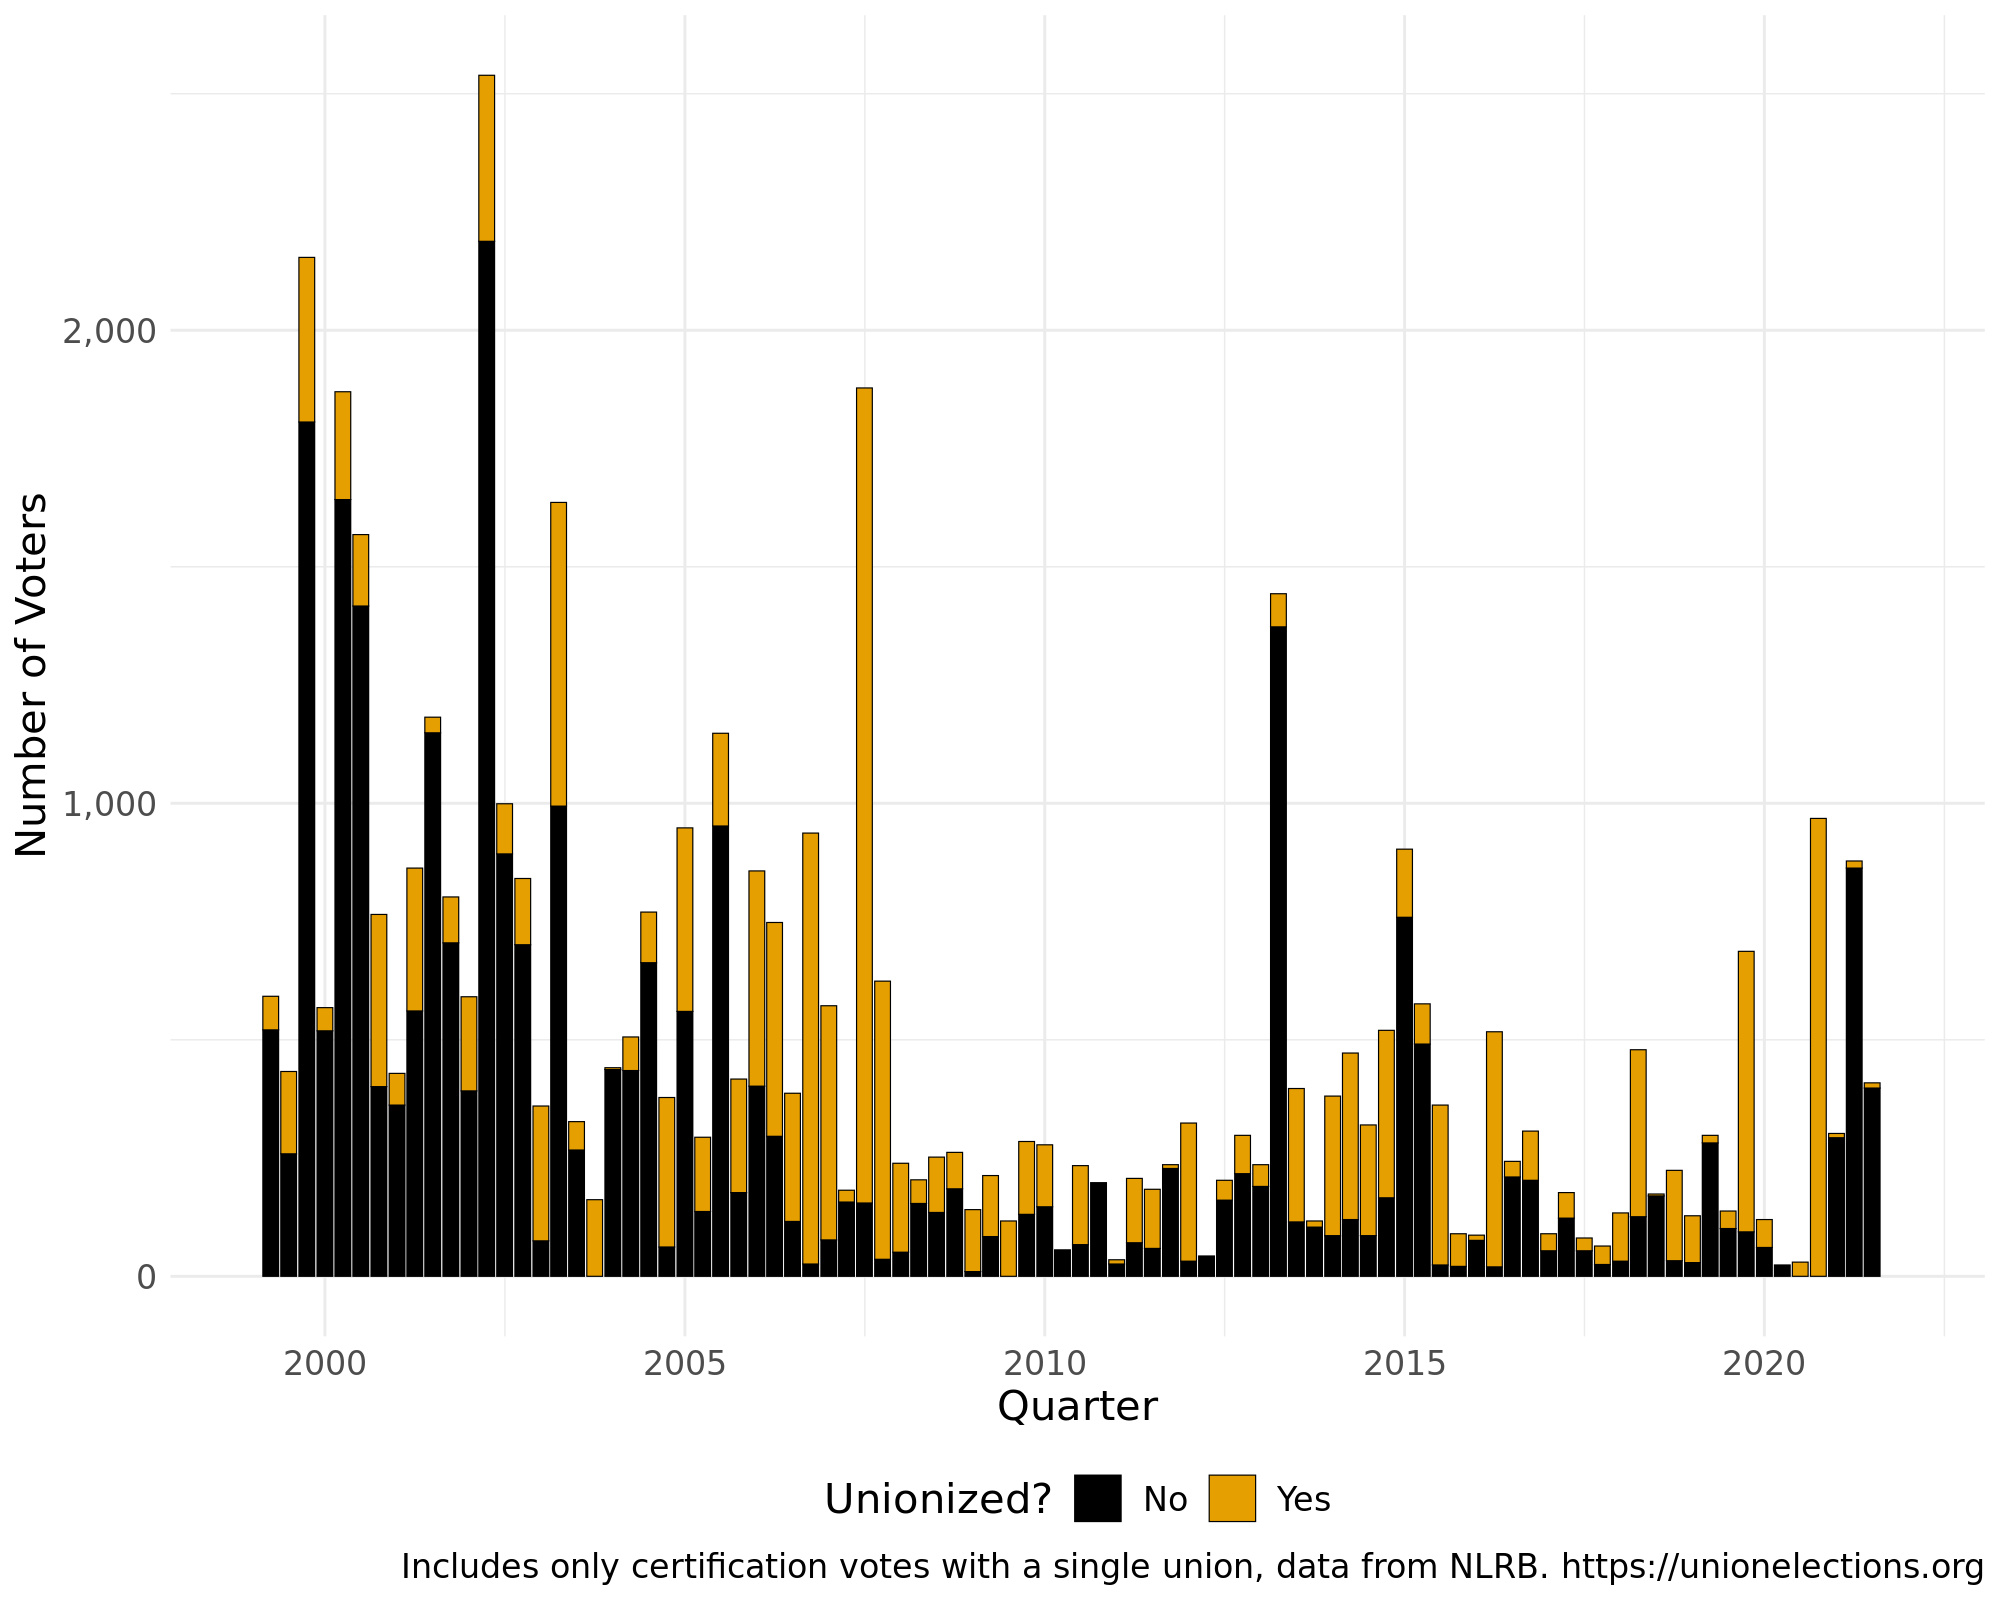 Number of Voters
2,000
1,000
0
2000 2005 2010 2015 2020
Quarter
Unionized? No Yes
Includes only certification votes with a single union, data from NLRB. https://unionelections.org